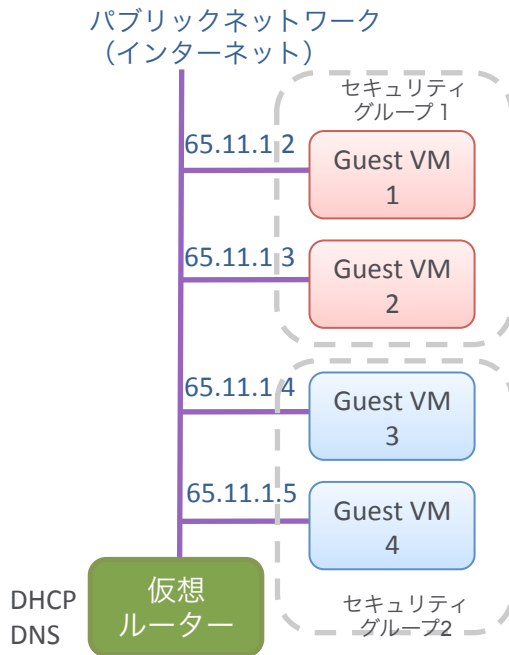 パブリックネットワーク
（インターネット）
セキュリティ
グループ1
65.11.1.2
Guest VM
1
65.11.1.3
Guest VM
2
65.11.1.4
Guest VM
3
65.11.1.5
Guest VM
4
DHCP
DNS
仮想
ルーター
セキュリティ
グループ2